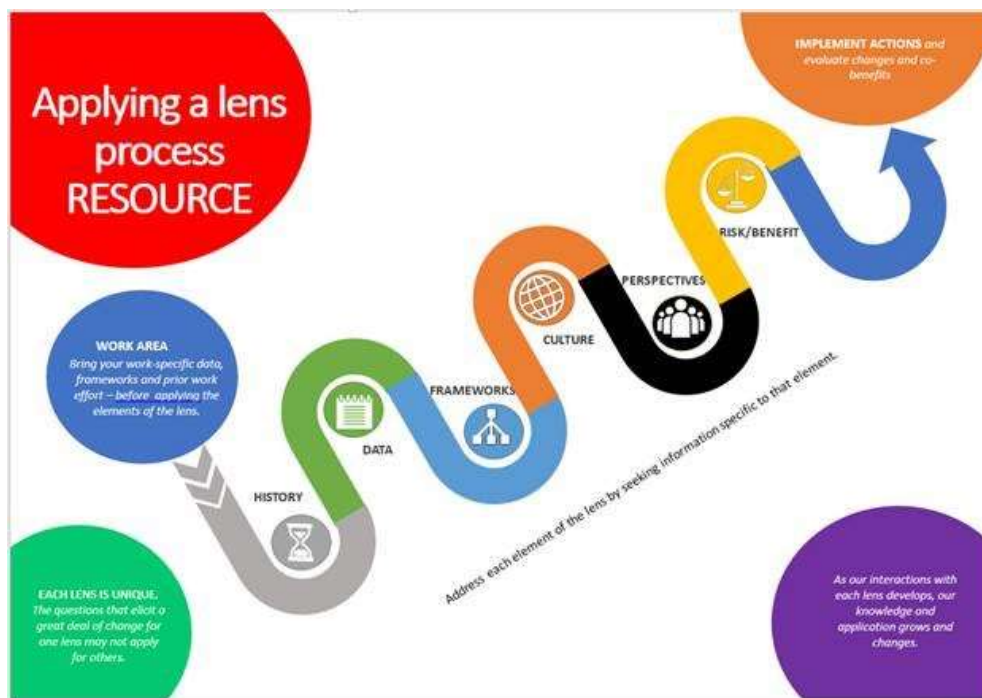 Applying a lens
process
RESOURCE
IMPLEMENT ACTIONS and
evaluate changes and co-
benefits
WORK AREA
Bring your work-specific data,
frameworks and prior work
effort – before applying the
elements of the lens.
HISTORY
DATA
FRAMEWORKS
CULTURE
PERSPECTIVES
RISK/BENEFIT
Address each element of the lens by seeking information specific to that element.
EACH LENS IS UNIQUE.
The questions that elicit a
great deal of change for
one lens may not apply
for others.
As our interactions with
each lens develops, our
knowledge and
application grows and
changes.